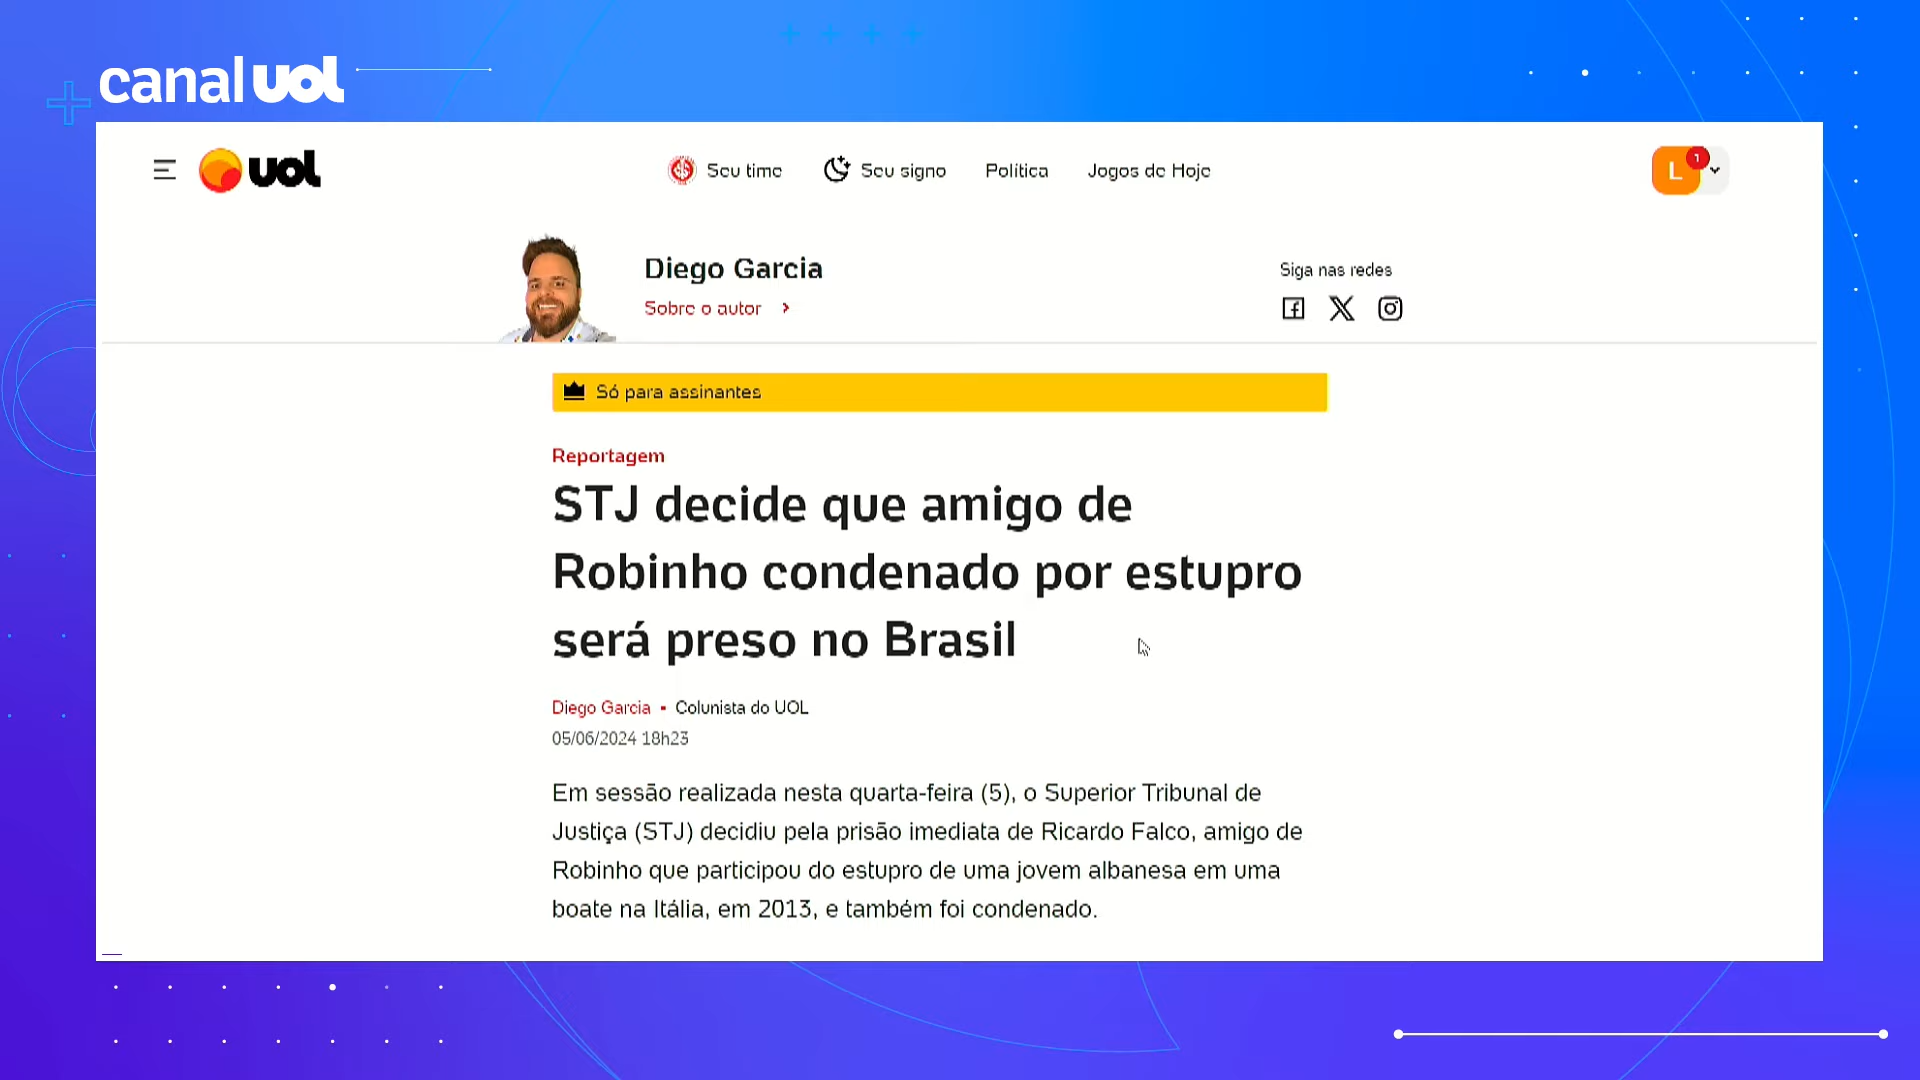 canal uol
uol
Seu time
Seu signo
Política
Jogos de Hoje
L
1
Diego Garcia
Sobre o autor
Siga nas redes
Só para assinantes
Reportagem
STJ decide que amigo de
Robinho condenado por estupro
será preso no Brasil
Diego Garcia • Colunista do UOL
05/06/2024 18h23
Em sessão realizada nesta quarta-feira (5), o Superior Tribunal de
Justiça (STJ) decidiu pela prisão imediata de Ricardo Falco, amigo de
Robinho que participou do estupro de uma jovem albanesa em uma
boate na Itália, em 2013, e também foi condenado.